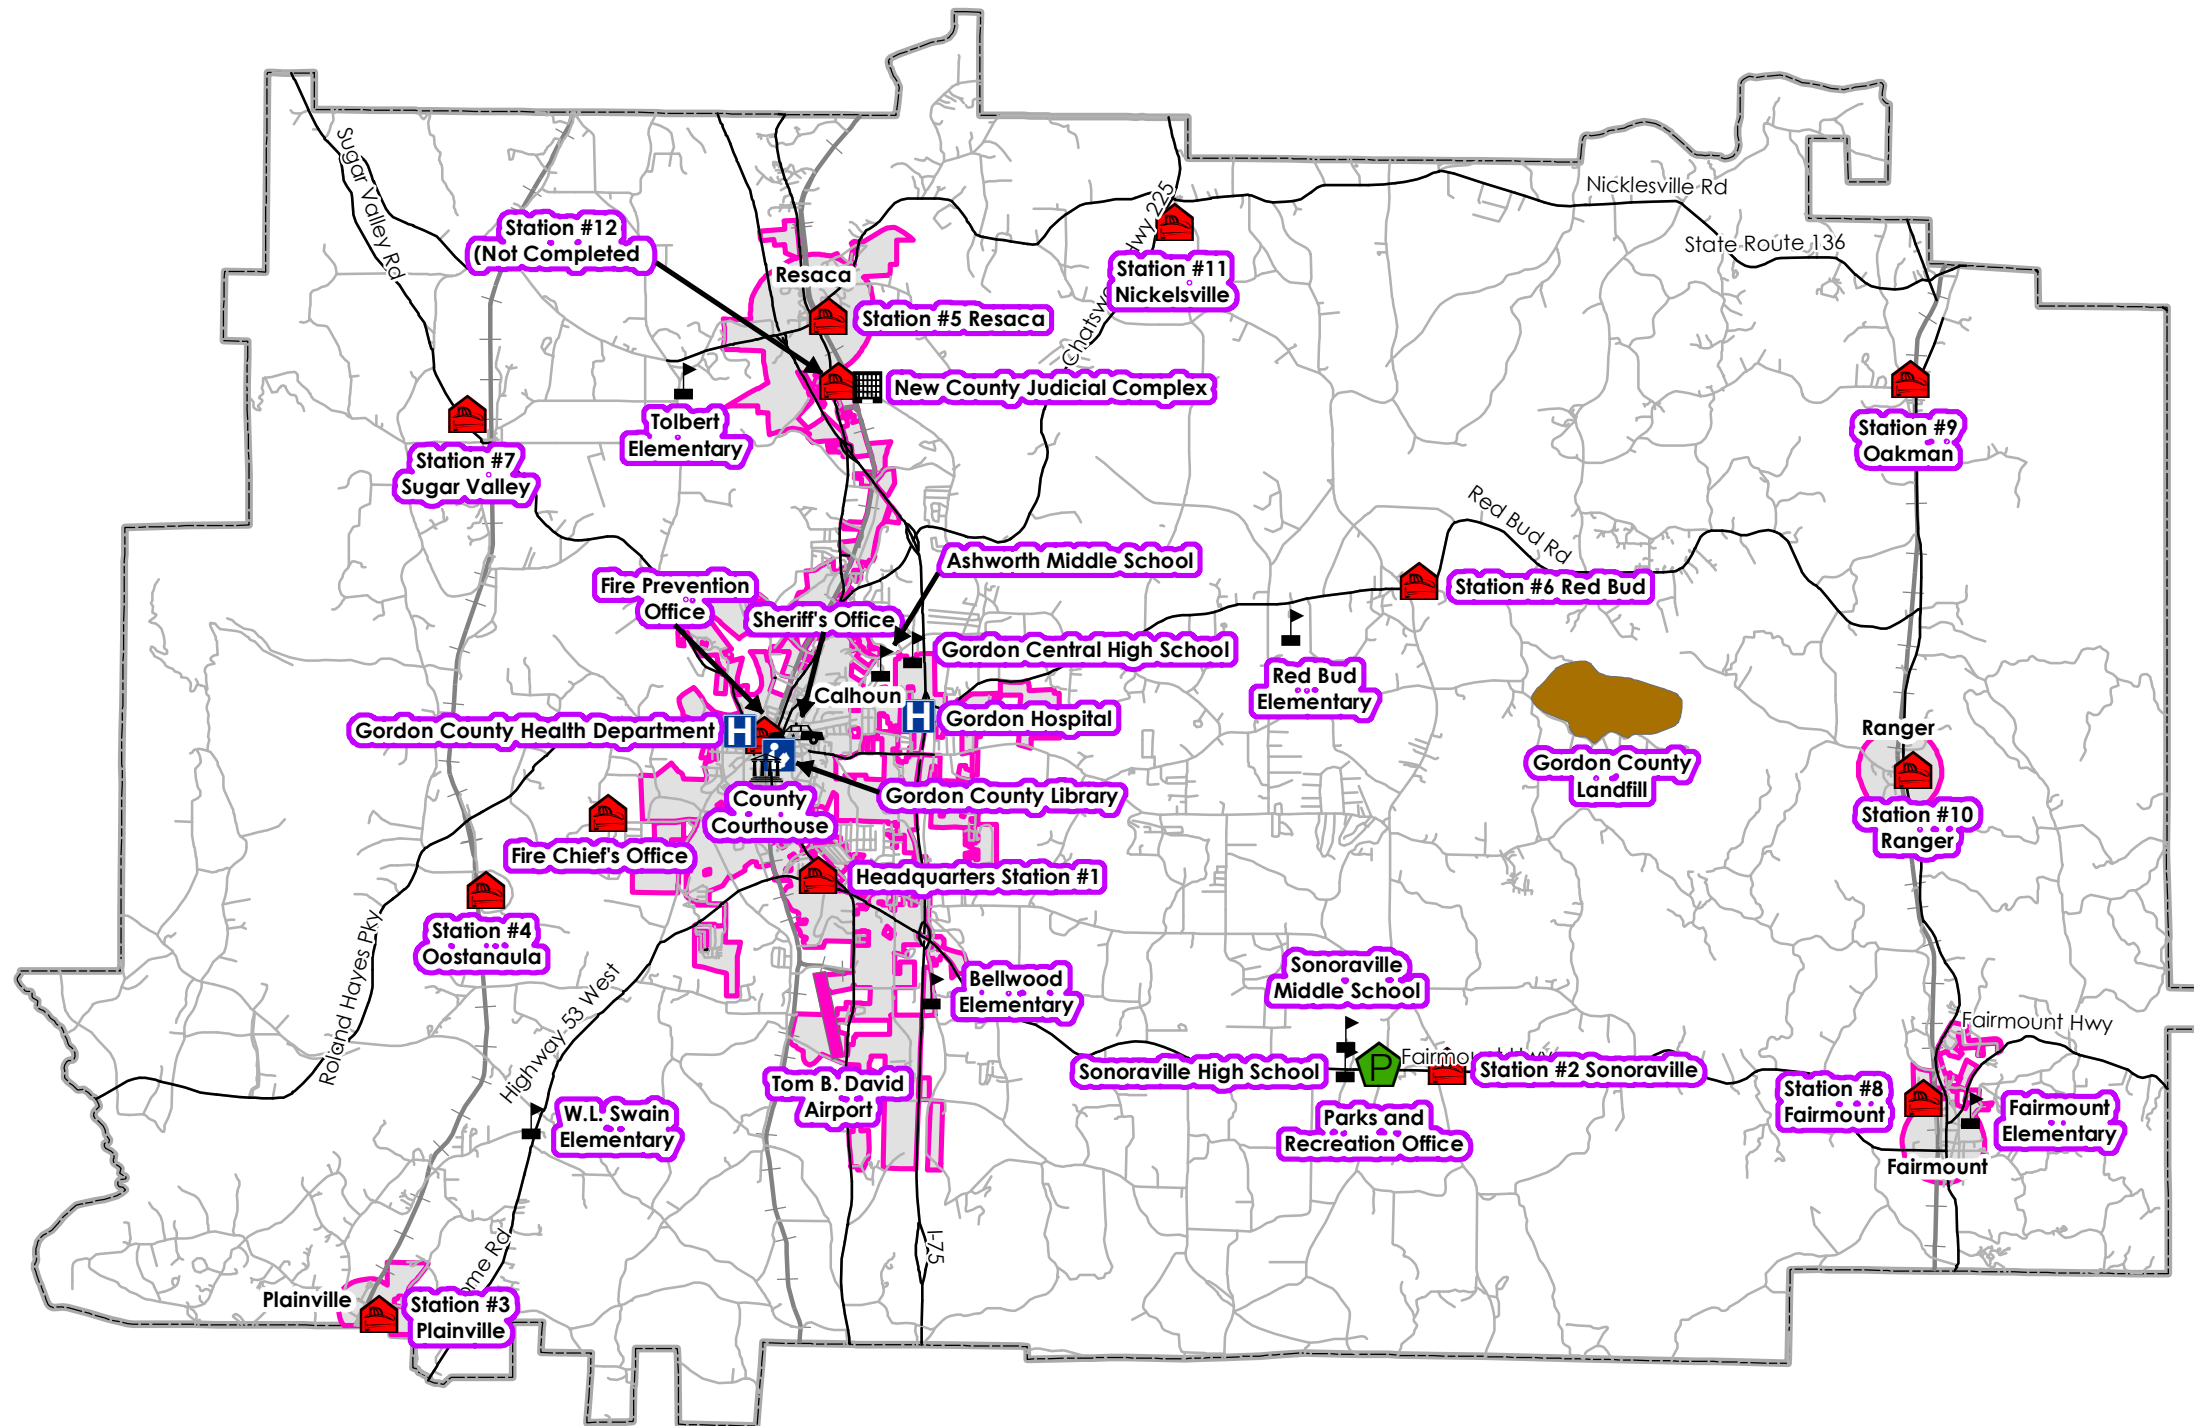 Sugar Valley Rd
Station #12
(Not Completed
Resaca
Hwy 225
Nicklesville Rd
State Route 136
Station #11
Nickelsville
Station #5 Resaca
Chatsw
New County Judicial Complex
Tolbert
Elementary
Station #7
Sugar Valley
Station #9
Oakman
Red Bud Rd
Ashworth Middle School
Fire Prevention
Office
Sheriff's Office
Station #6 Red Bud
Gordon Central High School
Red Bud
Elementary
Calhoun
H
Gordon Hospital
Gordon County Health Department
H
Ranger
Gordon County
Landfill
Gordon County Library
County
Courthouse
Station #10
Ranger
Fire Chief's Office
Headquarters Station #1
Station #4
Oostanaula
Roland Hayes Pky
Highway 53 West
Bellwood
Elementary
Sonoraville
Middle School
Fairmount Hwy
Sonoraville High School
P
Fairmount Hwy
Station #2 Sonoraville
Tom B. David
Airport
Parks and
Recreation Office
Station #8
Fairmount
Fairmount
Elementary
W.L. Swain
Elementary
Fairmount
I-75
ome Rd
Plainville
Station #3
Plainville